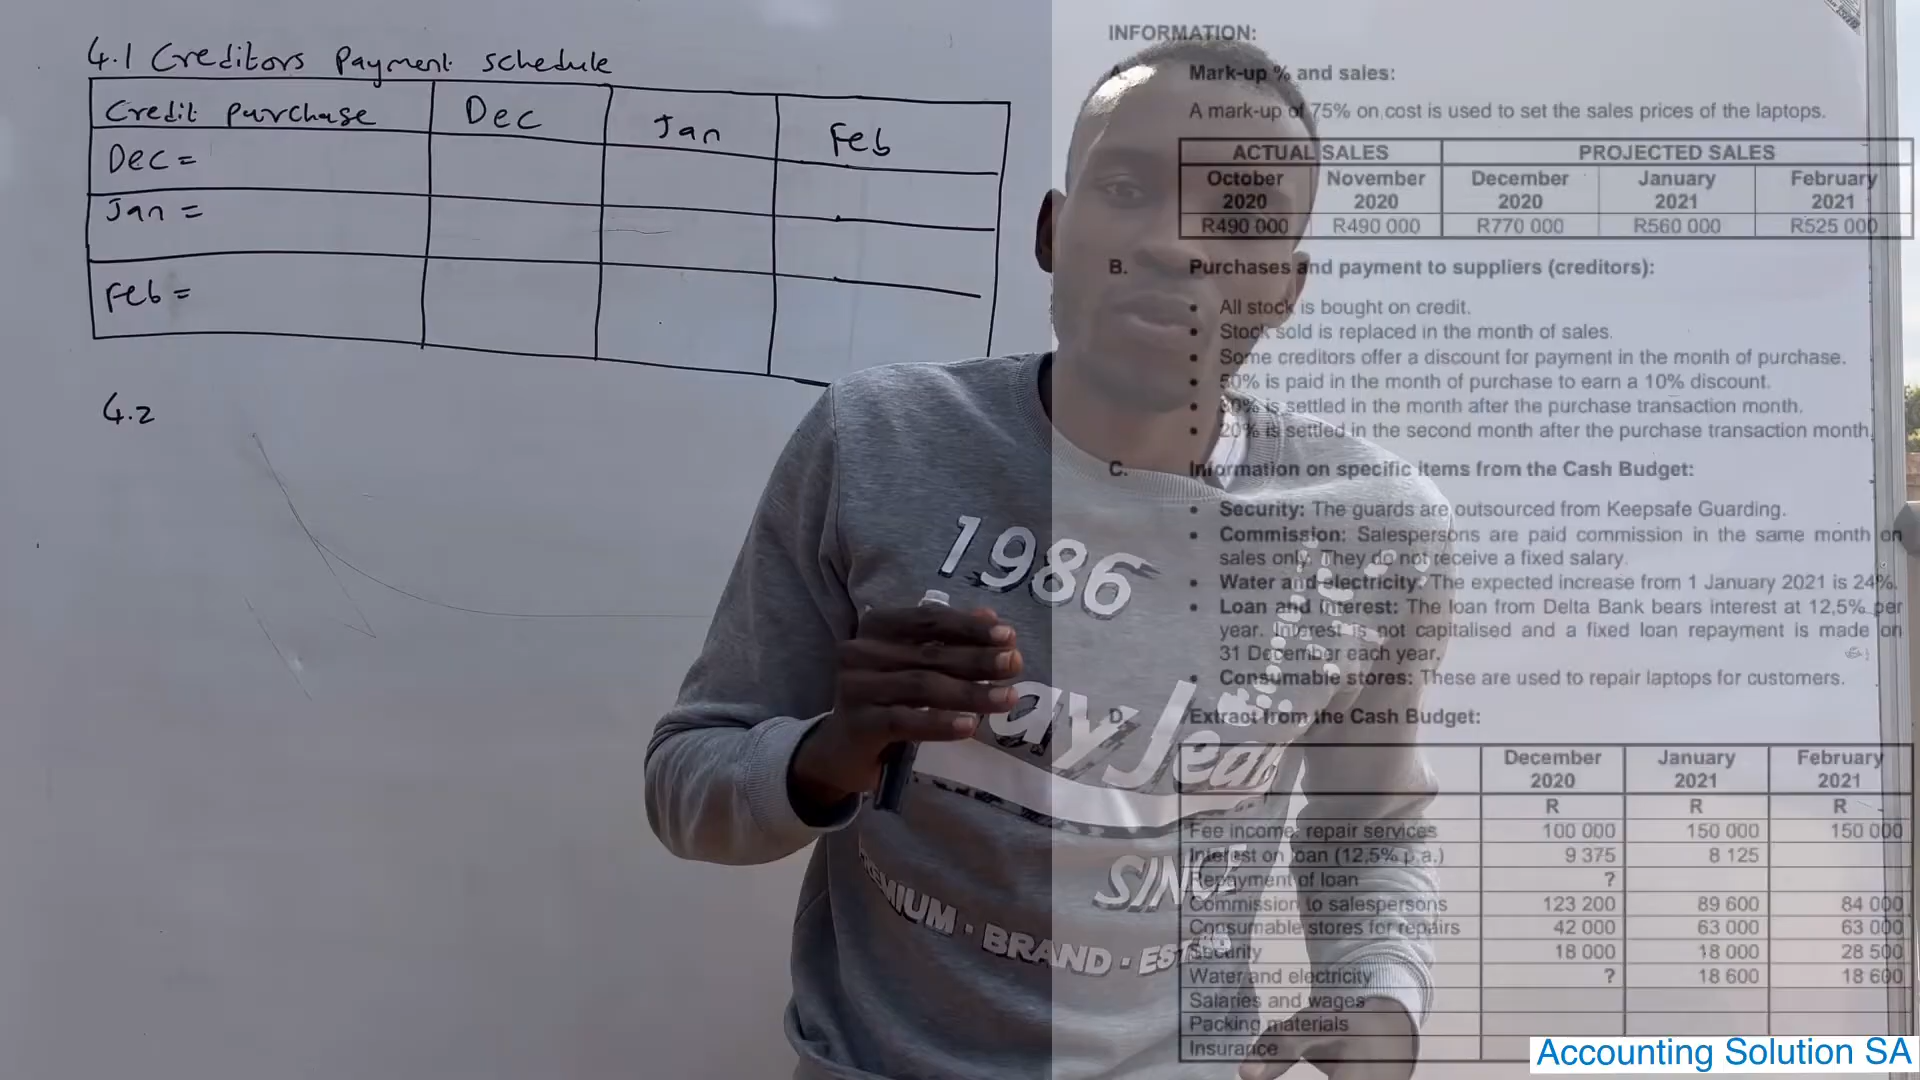 4.1 Creditors Payment schedule
Credit purchase Dec Jan Feb
Dec =
Jan =
Feb =
4.2
1986
ay Jean
SINCE
PREMIUM · BRAND · EST
INFORMATION:
A. Mark-up % and sales:
A mark-up of 75% on cost is used to set the sales prices of the laptops.
ACTUAL SALES PROJECTED SALES
October 2020 November 2020 December 2020 January 2021 February 2021
R490 000 R490 000 R770 000 R560 000 R525 000
B. Purchases and payment to suppliers (creditors):
• All stock is bought on credit.
• Stock sold is replaced in the month of sales.
• Some creditors offer a discount for payment in the month of purchase.
• 50% is paid in the month of purchase to earn a 10% discount.
• 30% is settled in the month after the purchase transaction month.
• 20% is settled in the second month after the purchase transaction month.
C. Information on specific items from the Cash Budget:
• Security: The guards are outsourced from Keepsafe Guarding.
• Commission: Salespersons are paid commission in the same month on
sales only. They do not receive a fixed salary.
• Water and electricity: The expected increase from 1 January 2021 is 24%.
• Loan and interest: The loan from Delta Bank bears interest at 12,5% per
year. Interest is not capitalised and a fixed loan repayment is made on
31 December each year.
• Consumable stores: These are used to repair laptops for customers.
D. Extract from the Cash Budget:
December 2020 January 2021 February 2021
R R R
Fee income: repair services 100 000 150 000 150 000
Interest on loan (12,5% p.a.) 9 375 8 125
Repayment of loan ?
Commission to salespersons 123 200 89 600 84 000
Consumable stores for repairs 42 000 63 000 63 000
Security 18 000 18 000 28 500
Water and electricity ? 18 600 18 600
Salaries and wages
Packing materials
Insurance
Accounting Solution SA